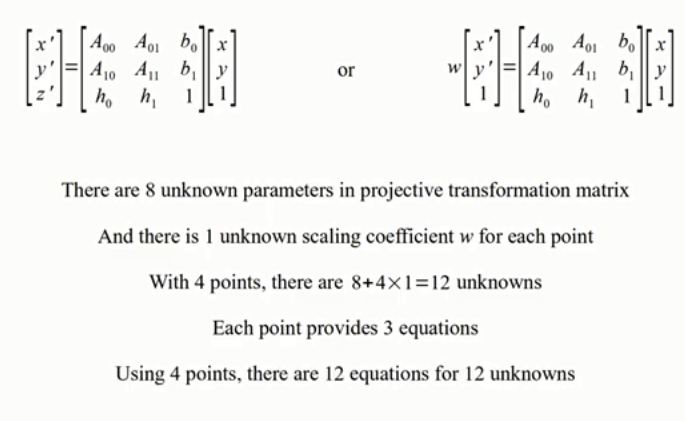 [x' y' z'] = [A₀₀ A₀₁ b₀; A₁₀ A₁₁ b₁; h₀ h₁ 1] [x y 1] or w [x' y' 1] = [A₀₀ A₀₁ b₀; A₁₀ A₁₁ b₁; h₀ h₁ 1] [x y 1]
There are 8 unknown parameters in projective transformation matrix
And there is 1 unknown scaling coefficient w for each point
With 4 points, there are 8+4×1=12 unknowns
Each point provides 3 equations
Using 4 points, there are 12 equations for 12 unknowns